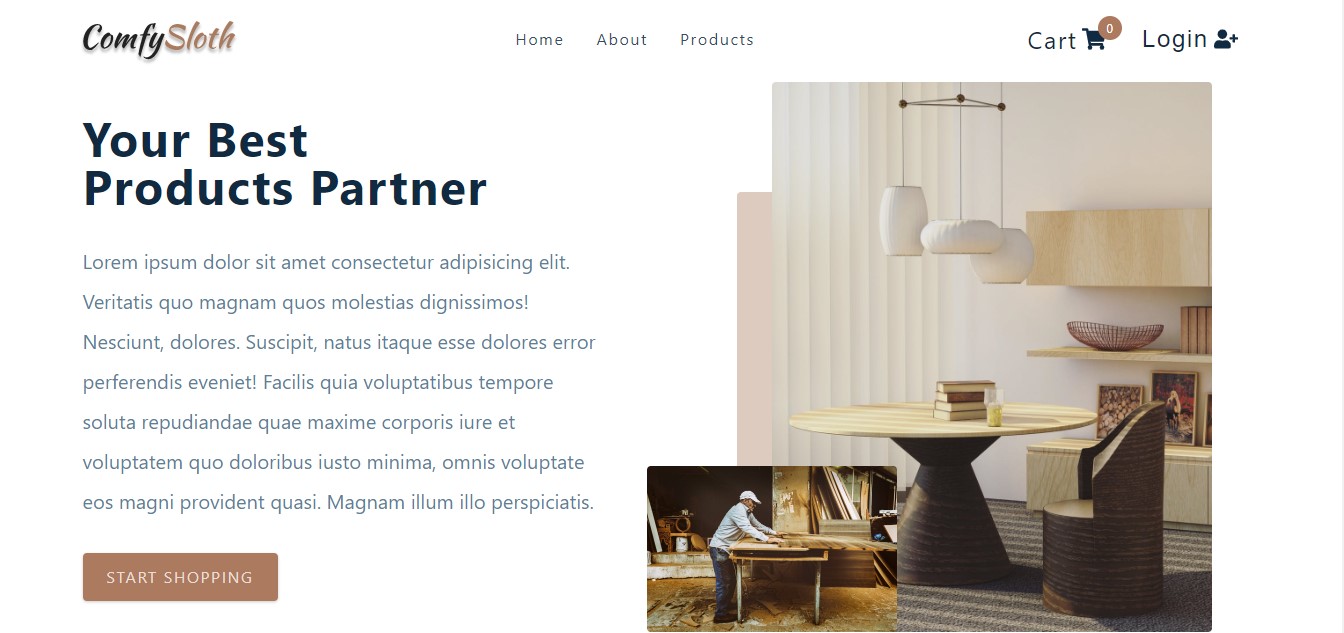 ComfySloth
Home About Products
Cart 0 Login
Your Best
Products Partner
Lorem ipsum dolor sit amet consectetur adipisicing elit.
Veritatis quo magnam quos molestias dignissimos!
Nesciunt, dolores. Suscipit, natus itaque esse dolores error
perferendis eveniet! Facilis quia voluptatibus tempore
soluta repudiandae quae maxime corporis iure et
voluptatem quo doloribus iusto minima, omnis voluptate
eos magni provident quasi. Magnam illum illo perspiciatis.
START SHOPPING